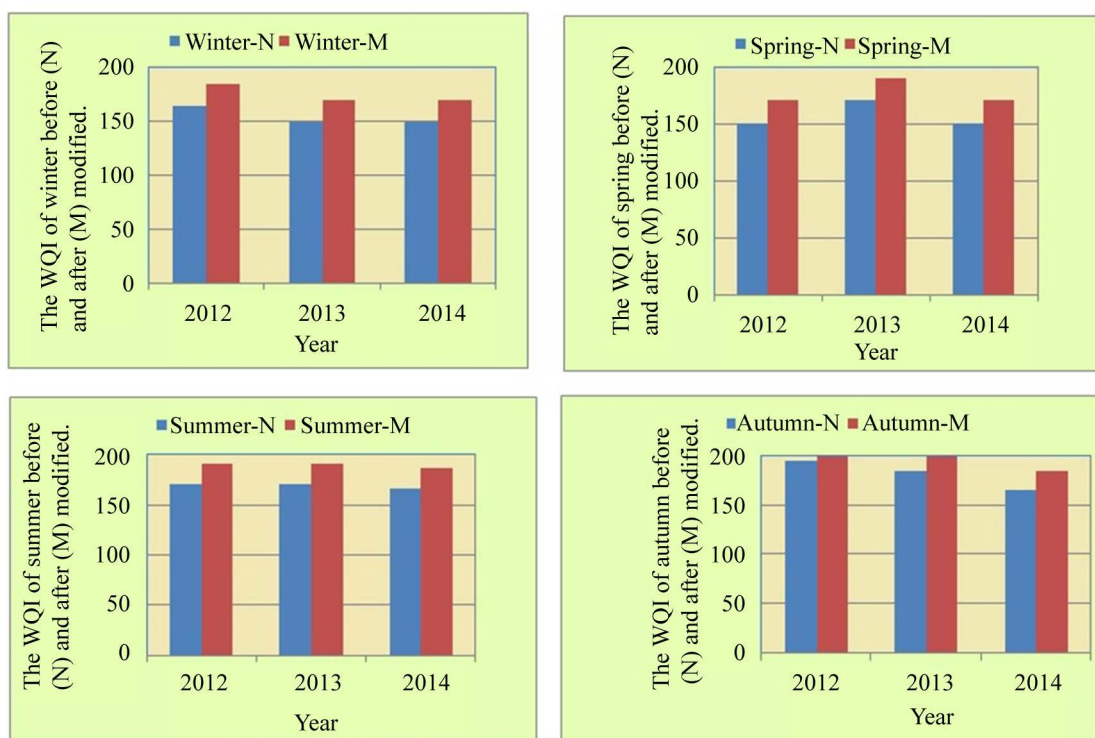 Winter-N Winter-M
The WQI of winter before (N)
and after (M) modified.
200
150
100
50
0
2012 2013 2014
Year
Spring-N Spring-M
The WQI of spring before (N)
and after (M) modified.
200
150
100
50
0
2012 2013 2014
Year
Summer-N Summer-M
The WQI of summer before
(N) and after (M) modified.
200
150
100
50
0
2012 2013 2014
Year
Autumn-N Autumn-M
The WQI of autumn before
(N) and after (M) modified.
200
150
100
50
0
2012 2013 2014
Year